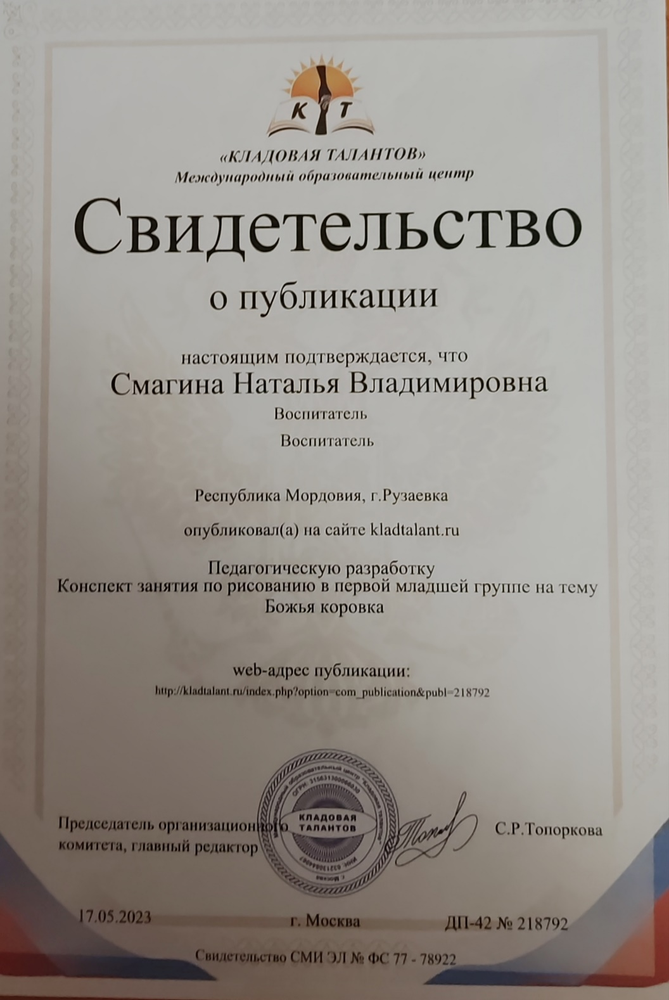 К Т
«КЛАДОВАЯ ТАЛАНТОВ»
Международный образовательный центр
Свидетельство
о публикации
настоящим подтверждается, что
Смагина Наталья Владимировна
Воспитатель
Воспитатель
Республика Мордовия, г.Рузаевка
опубликовал(а) на сайте kladtalant.ru
Педагогическую разработку
Конспект занятия по рисованию в первой младшей группе на тему
Божья коровка
web-адрес публикации:
http://kladtalant.ru/index.php?option=com_publication&publ=218792
Председатель организационного
комитета, главный редактор
КЛАДОВАЯ
ТАЛАНТОВ
г. Москва
С.Р.Топоркова
17.05.2023
г. Москва
ДП-42 № 218792
Свидетельство СМИ ЭЛ № ФС 77 - 78922